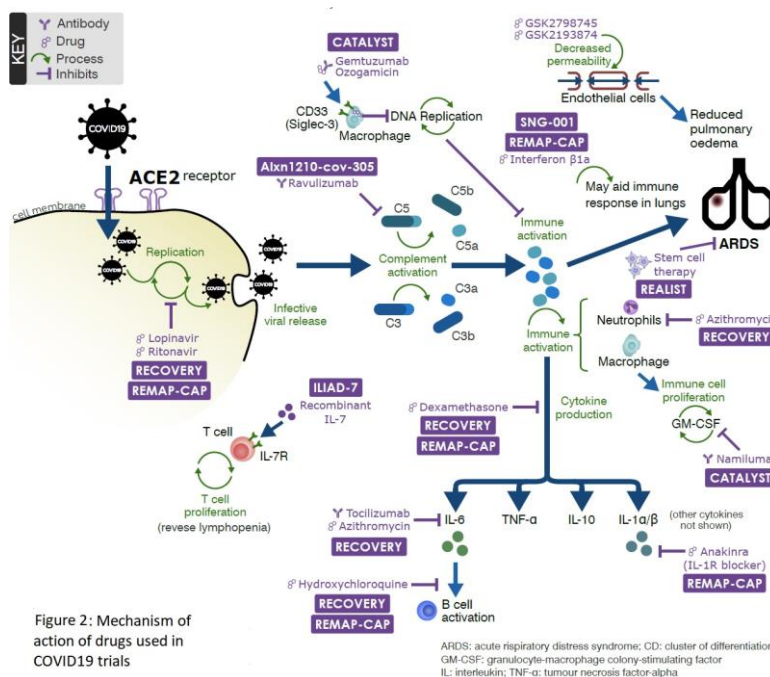 KEY
Antibody
Drug
Process
Inhibits
COVID19
ACE2 receptor
cell membrane
COVID19
COVID19
Replication
COVID19
COVID19
COVID19
Infective
viral release
Lopinavir
Ritonavir
RECOVERY
REMAP-CAP
CATALYST
Gemtuzumab
Ozogamicin
CD33
(Siglec-3)
Macrophage
DNA Replication
Alxn1210-cov-305
Ravulizumab
C5
C5b
C5a
Complement
activation
C3
C3a
C3b
GSK2798745
GSK2193874
Decreased
permeability
Endothelial cells
Reduced
pulmonary
oedema
SNG-001
REMAP-CAP
Interferon β1a
May aid immune
response in lungs
ARDS
Immune
activation
Stem cell
therapy
REALIST
Immune
activation
Neutrophils
Macrophage
Azithromycin
RECOVERY
Immune cell
proliferation
GM-CSF
Namiluma
CATALYST
ILIAD-7
Recombinant
IL-7
T cell
IL-7R
T cell
proliferation
(revese lymphopenia)
Dexamethasone
RECOVERY
REMAP-CAP
Cytokine
production
Tocilizumab
Azithromycin
RECOVERY
IL-6
TNF-α
IL-10
IL-1α/β
(other cytokines
not shown)
Anakinra
(IL-1R blocker)
REMAP-CAP
Hydroxychloroquine
RECOVERY
REMAP-CAP
B cell
activation
Figure 2: Mechanism of
action of drugs used in
COVID19 trials
ARDS: acute rispiratory distress syndrome; CD: cluster of differentiation
GM-CSF: granulocyte-macrophage colony-stimulating factor
IL: interleukin; TNF-α: tumour necrosis factor-alpha